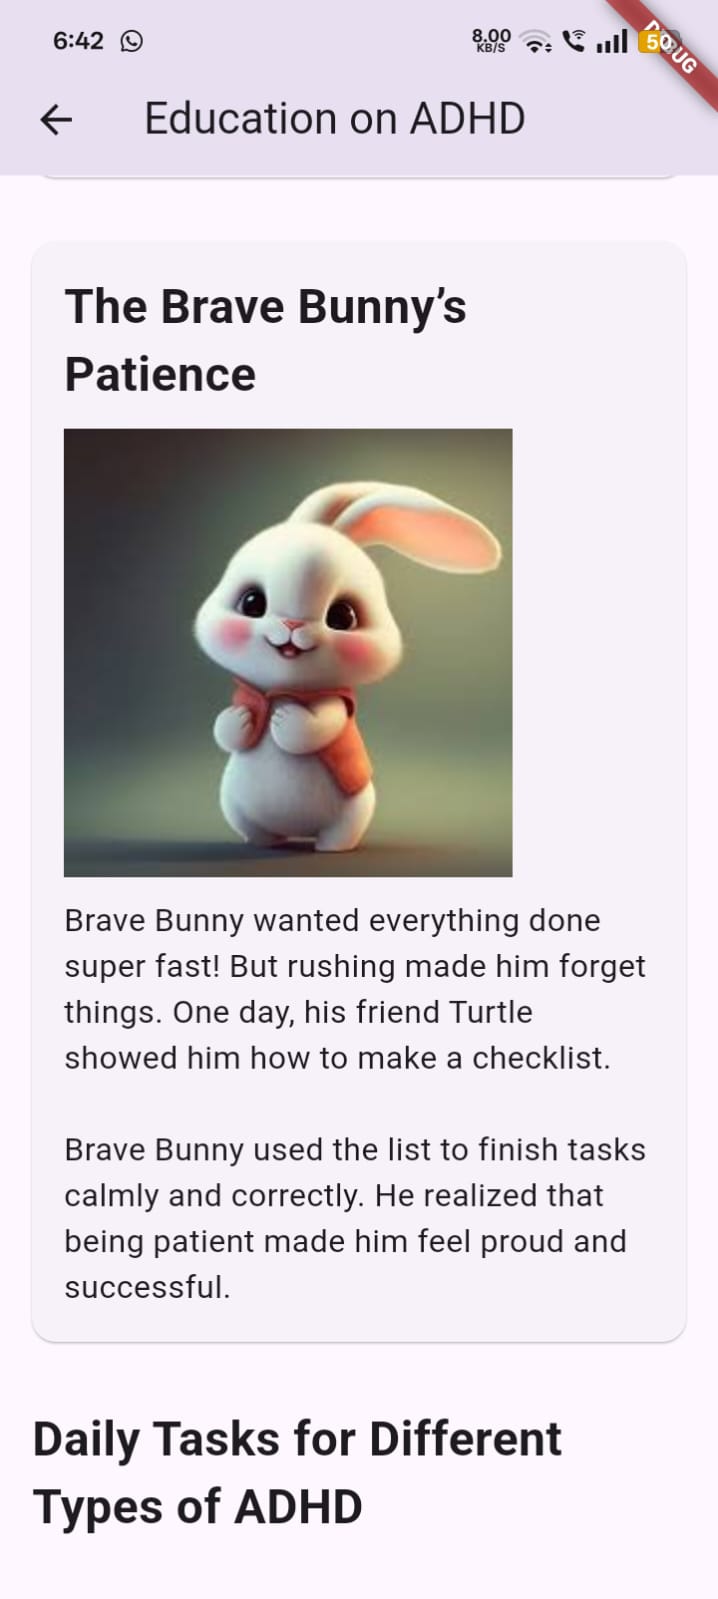 6:42
8.00
KB/S
50
Education on ADHD
The Brave Bunny’s
Patience
Brave Bunny wanted everything done
super fast! But rushing made him forget
things. One day, his friend Turtle
showed him how to make a checklist.
Brave Bunny used the list to finish tasks
calmly and correctly. He realized that
being patient made him feel proud and
successful.
Daily Tasks for Different
Types of ADHD